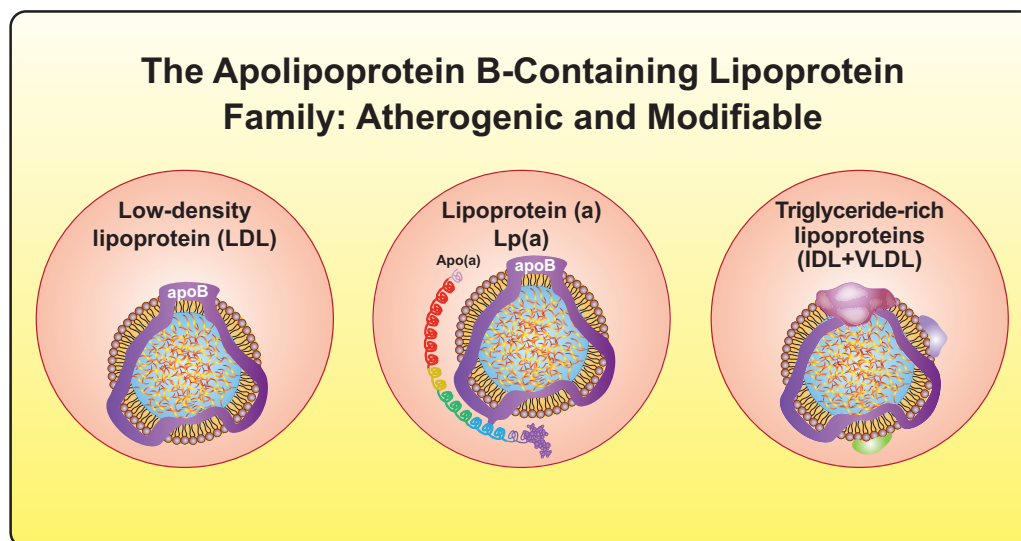 The Apolipoprotein B-Containing Lipoprotein
Family: Atherogenic and Modifiable
Low-density
lipoprotein (LDL)
apoB
Lipoprotein (a)
Lp(a)
Apo(a)
apoB
Triglyceride-rich
lipoproteins
(IDL+VLDL)